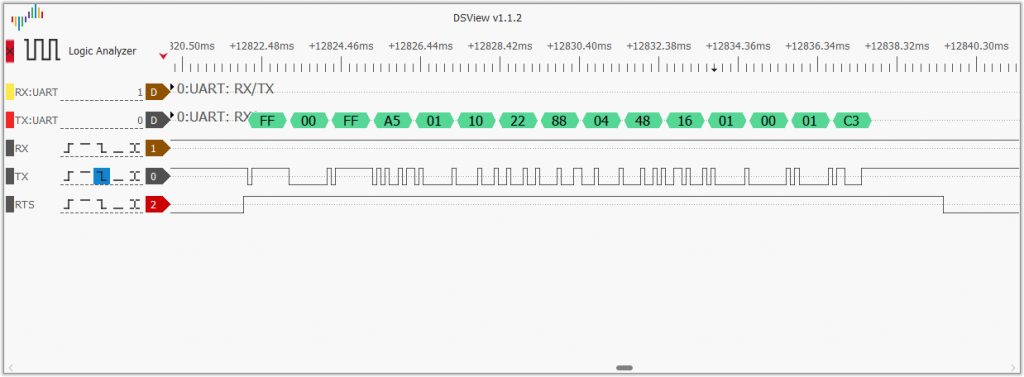 DSView v1.1.2
Logic Analyzer
320.50ms +12822.48ms +12824.46ms +12826.44ms +12828.42ms +12830.40ms +12832.38ms +12834.36ms +12836.34ms +12838.32ms +12840.30ms
RX:UART 1 D 0:UART: RX/TX
TX:UART 0 D 0:UART: RX/ FF 00 FF A5 01 10 22 88 04 48 16 01 00 01 C3
RX 1
TX 0
RTS 2